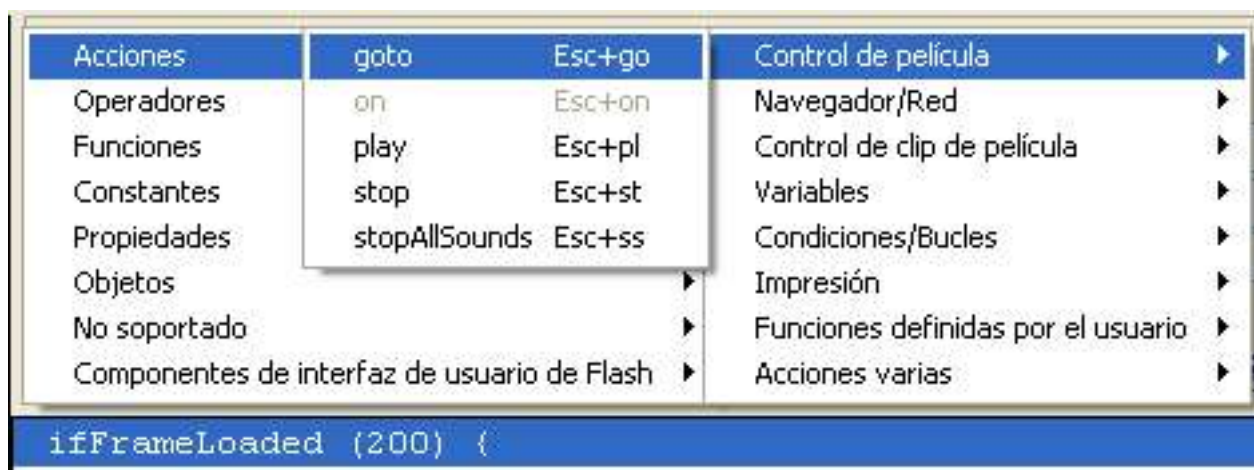 Acciones
Operadores
Funciones
Constantes
Propiedades
Objetos
No soportado
Componentes de interfaz de usuario de Flash
goto Esc+go
on Esc+on
play Esc+pl
stop Esc+st
stopAllSounds Esc+ss
Control de película
Navegador/Red
Control de clip de película
Variables
Condiciones/Bucles
Impresión
Funciones definidas por el usuario
Acciones varias
ifFrameLoaded (200) {